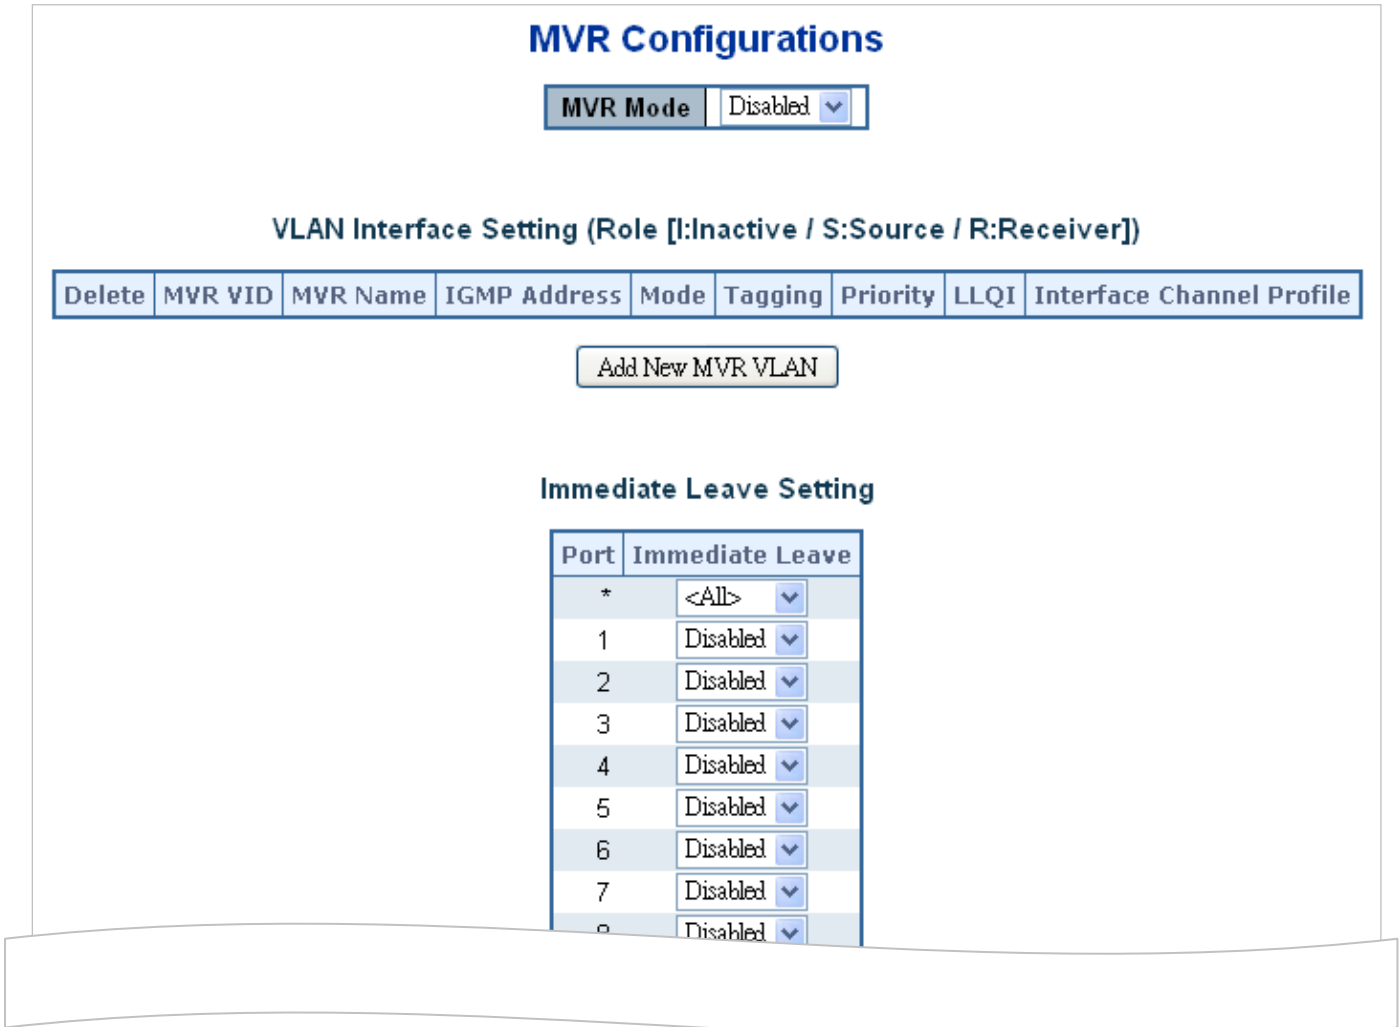 MVR Configurations
MVR Mode Disabled
VLAN Interface Setting (Role [I:Inactive / S:Source / R:Receiver])
Delete MVR VID MVR Name IGMP Address Mode Tagging Priority LLQI Interface Channel Profile
Add New MVR VLAN
Immediate Leave Setting
Port Immediate Leave
* <All>
1 Disabled
2 Disabled
3 Disabled
4 Disabled
5 Disabled
6 Disabled
7 Disabled
Disabled